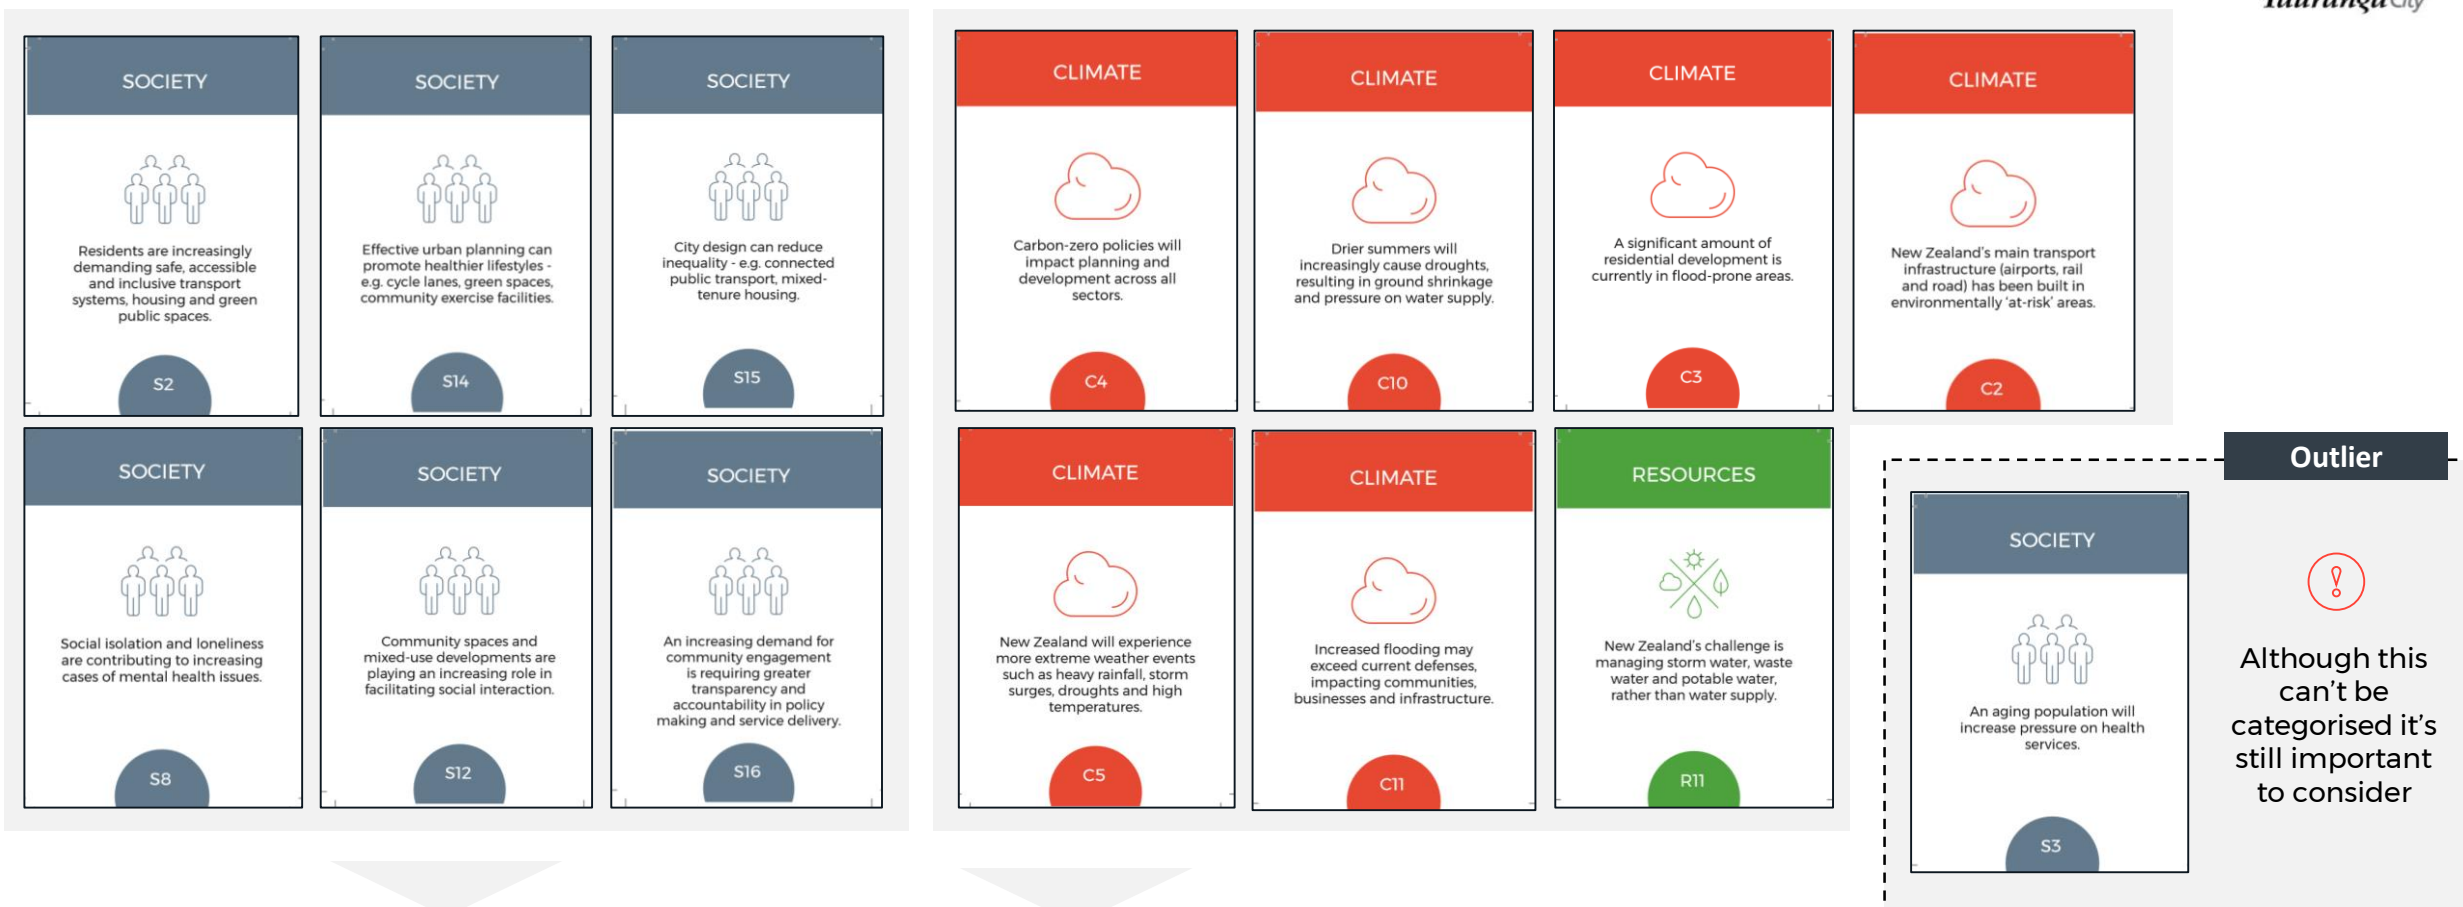 Tauranga City
SOCIETY
Residents are increasingly
demanding safe, accessible
and inclusive transport
systems, housing and green
public spaces.
S2
SOCIETY
Effective urban planning can
promote healthier lifestyles -
e.g. cycle lanes, green spaces,
community exercise facilities.
S14
SOCIETY
City design can reduce
inequality - e.g. connected
public transport, mixed-
tenure housing.
S15
CLIMATE
Carbon-zero policies will
impact planning and
development across all
sectors.
C4
CLIMATE
Drier summers will
increasingly cause droughts,
resulting in ground shrinkage
and pressure on water supply.
C10
CLIMATE
A significant amount of
residential development is
currently in flood-prone areas.
C3
CLIMATE
New Zealand's main transport
infrastructure (airports, rail
and road) has been built in
environmentally 'at-risk' areas.
C2
SOCIETY
Social isolation and loneliness
are contributing to increasing
cases of mental health issues.
S8
SOCIETY
Community spaces and
mixed-use developments are
playing an increasing role in
facilitating social interaction.
S12
SOCIETY
An increasing demand for
community engagement
is requiring greater
transparency and
accountability in policy
making and service delivery.
S16
CLIMATE
New Zealand will experience
more extreme weather events
such as heavy rainfall, storm
surges, droughts and high
temperatures.
C5
CLIMATE
Increased flooding may
exceed current defenses,
impacting communities,
businesses and infrastructure.
C11
RESOURCES
New Zealand's challenge is
managing storm water, waste
water and potable water,
rather than water supply.
R11
Outlier
SOCIETY
An aging population will
increase pressure on health
services.
S3
Although this
can't be
categorised it's
still important
to consider